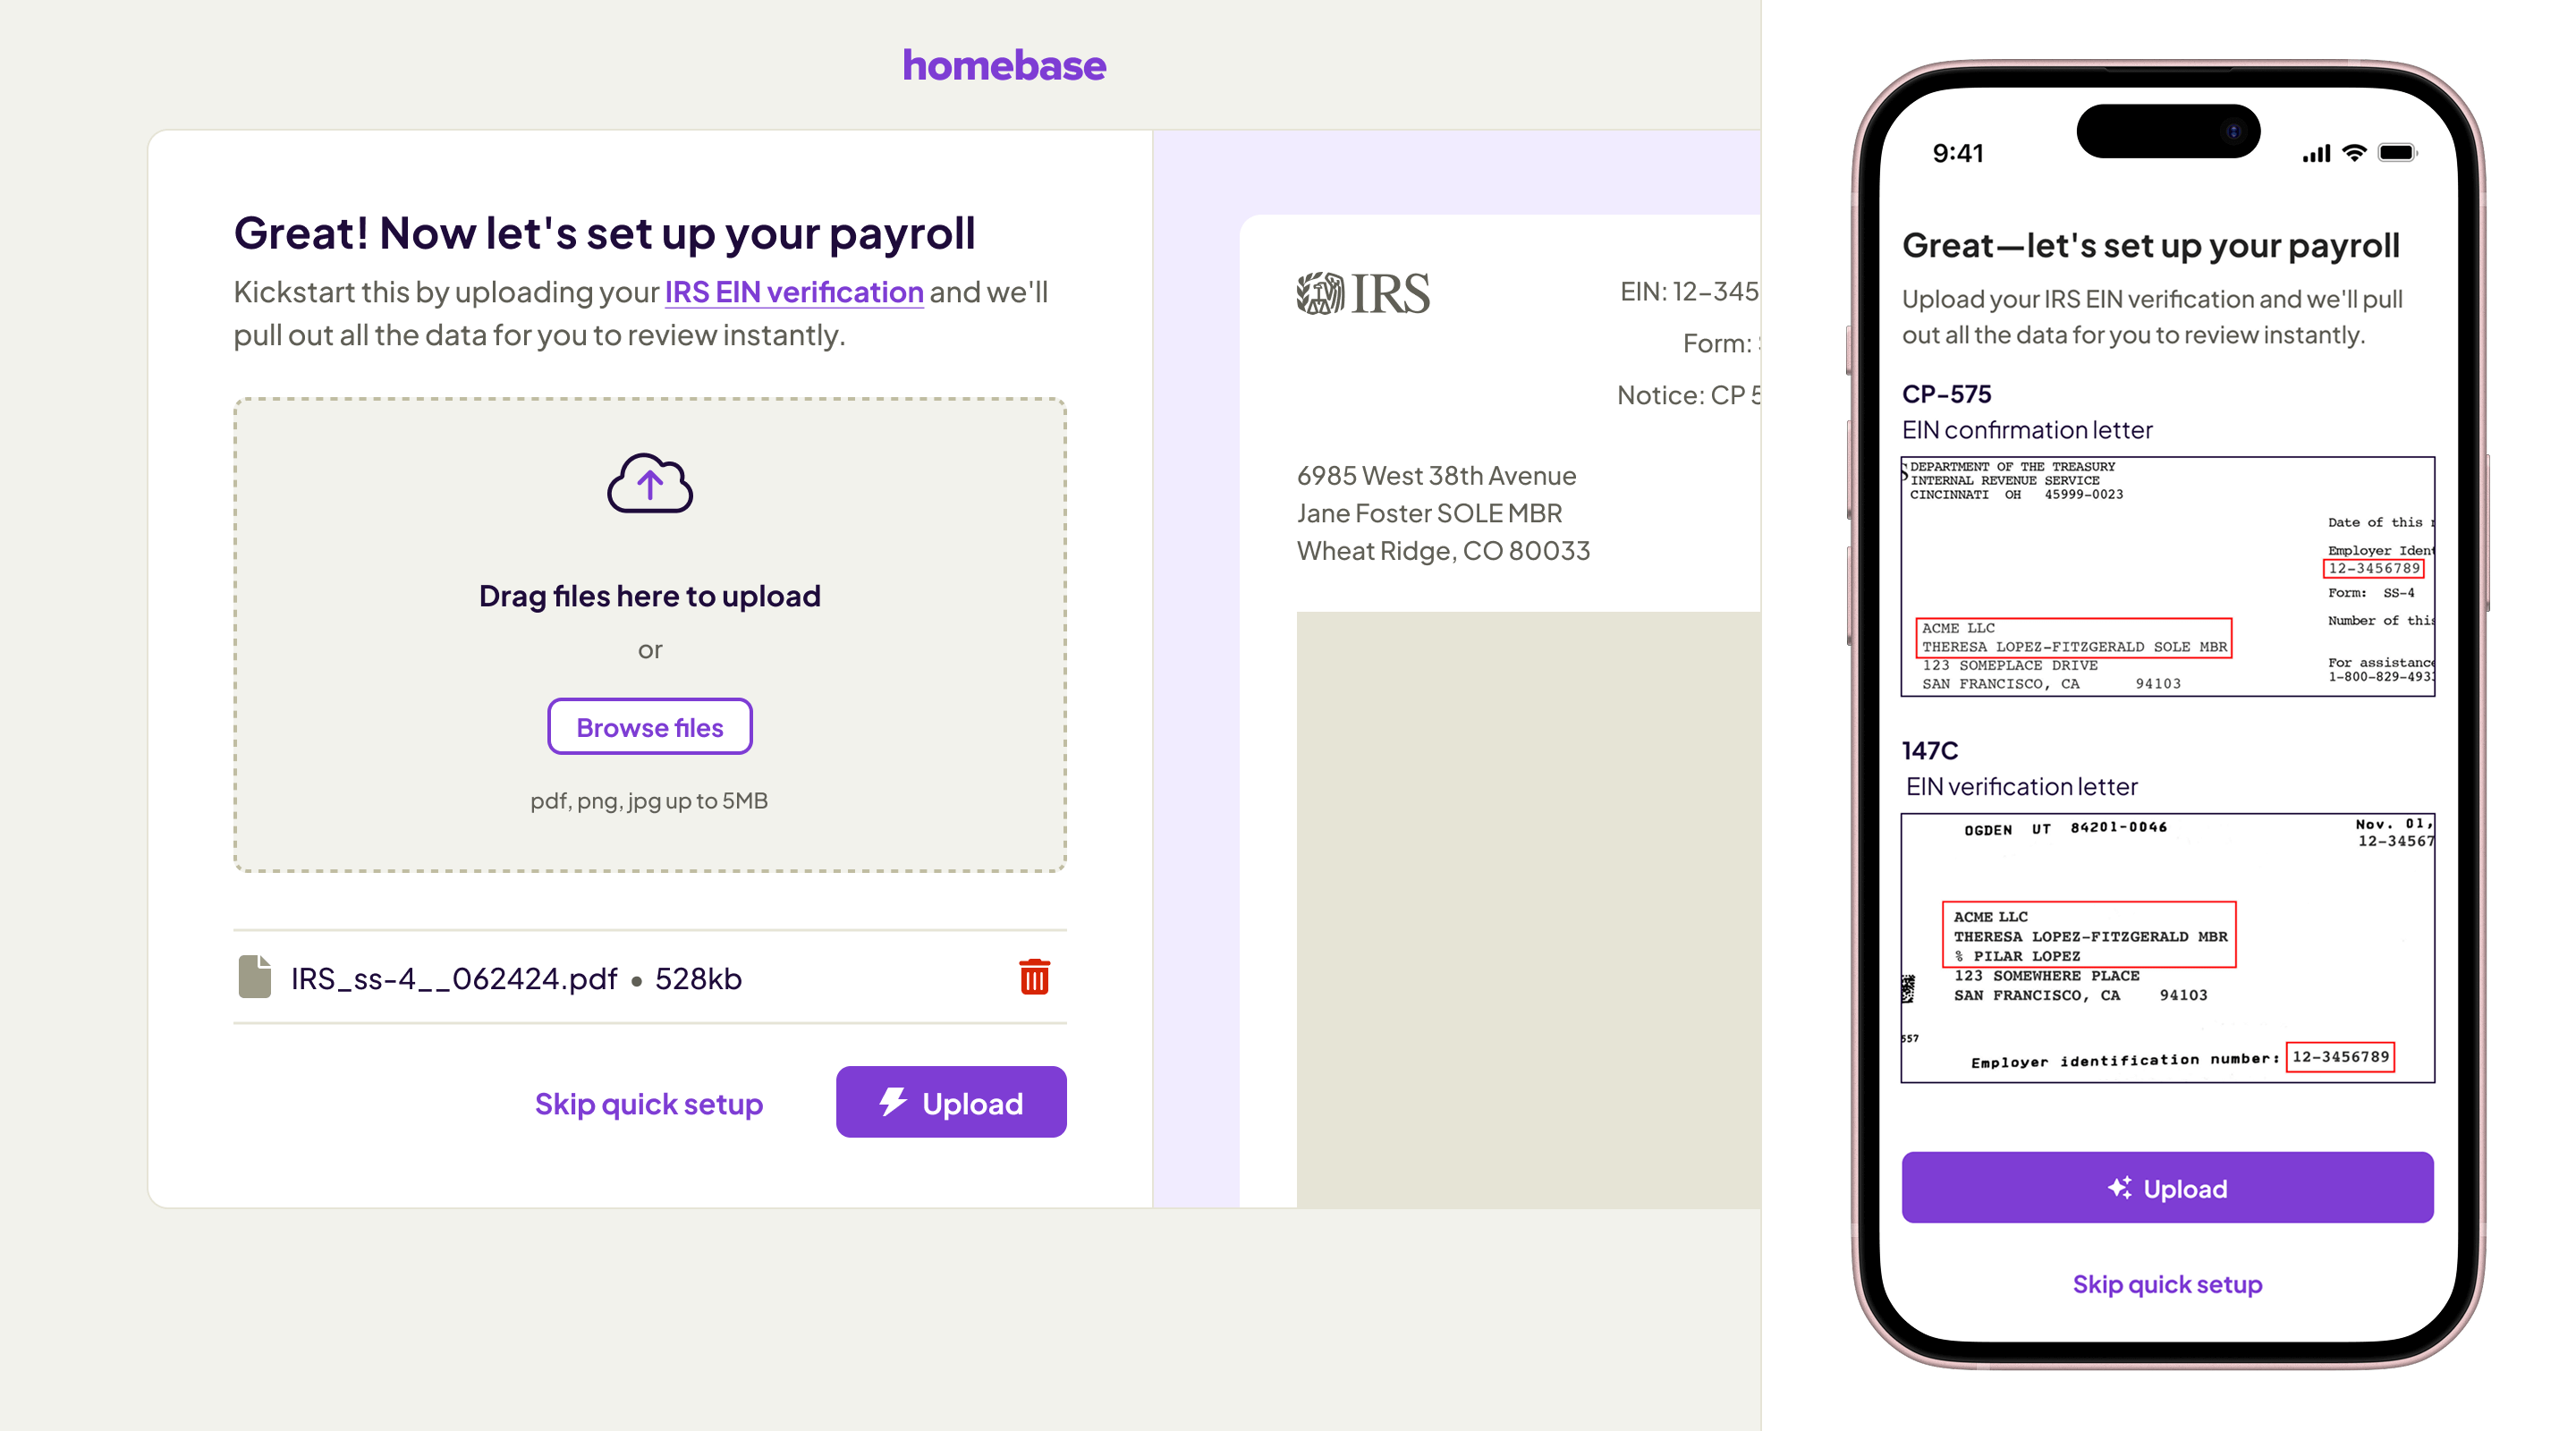 homebase
Great! Now let's set up your payroll
Kickstart this by uploading your IRS EIN verification and we'll
pull out all the data for you to review instantly.
Drag files here to upload
or
Browse files
pdf, png, jpg up to 5MB
IRS_ss-4__062424.pdf • 528kb
Skip quick setup
Upload
IRS
EIN: 12-345
Form:
Notice: CP 5
6985 West 38th Avenue
Jane Foster SOLE MBR
Wheat Ridge, CO 80033
9:41
Great—let's set up your payroll
Upload your IRS EIN verification and we'll pull
out all the data for you to review instantly.
CP-575
EIN confirmation letter
DEPARTMENT OF THE TREASURY
INTERNAL REVENUE SERVICE
CINCINNATI OH 45999-0023
Date of this
Employer Ident
12-3456789
Form: SS-4
Number of this
ACME LLC
THERESA LOPEZ-FITZGERALD SOLE MBR
123 SOMEPLACE DRIVE
SAN FRANCISCO, CA 94103
For assistance
1-800-829-493
147C
EIN verification letter
OGDEN UT 84201-0046
Nov. 01,
12-34567
ACME LLC
THERESA LOPEZ-FITZGERALD MBR
% PILAR LOPEZ
123 SOMEWHERE PLACE
SAN FRANCISCO, CA 94103
557
Employer identification number: 12-3456789
Upload
Skip quick setup